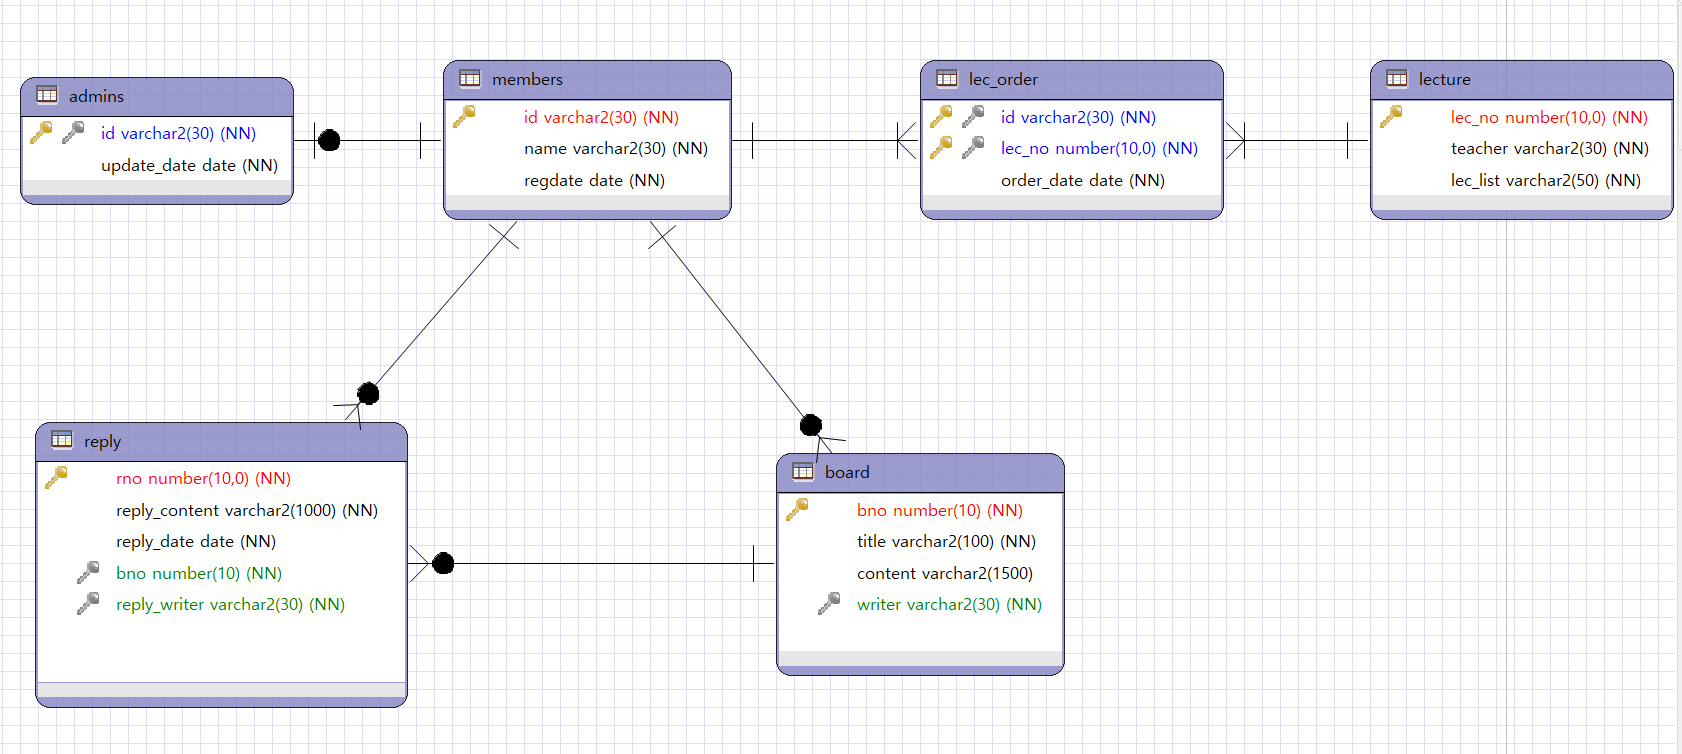 admins
id varchar2(30) (NN)
update_date date (NN)
members
id varchar2(30) (NN)
name varchar2(30) (NN)
regdate date (NN)
lec_order
id varchar2(30) (NN)
lec_no number(10,0) (NN)
order_date date (NN)
lecture
lec_no number(10,0) (NN)
teacher varchar2(30) (NN)
lec_list varchar2(50) (NN)
reply
rno number(10,0) (NN)
reply_content varchar2(1000) (NN)
reply_date date (NN)
bno number(10) (NN)
reply_writer varchar2(30) (NN)
board
bno number(10) (NN)
title varchar2(100) (NN)
content varchar2(1500)
writer varchar2(30) (NN)